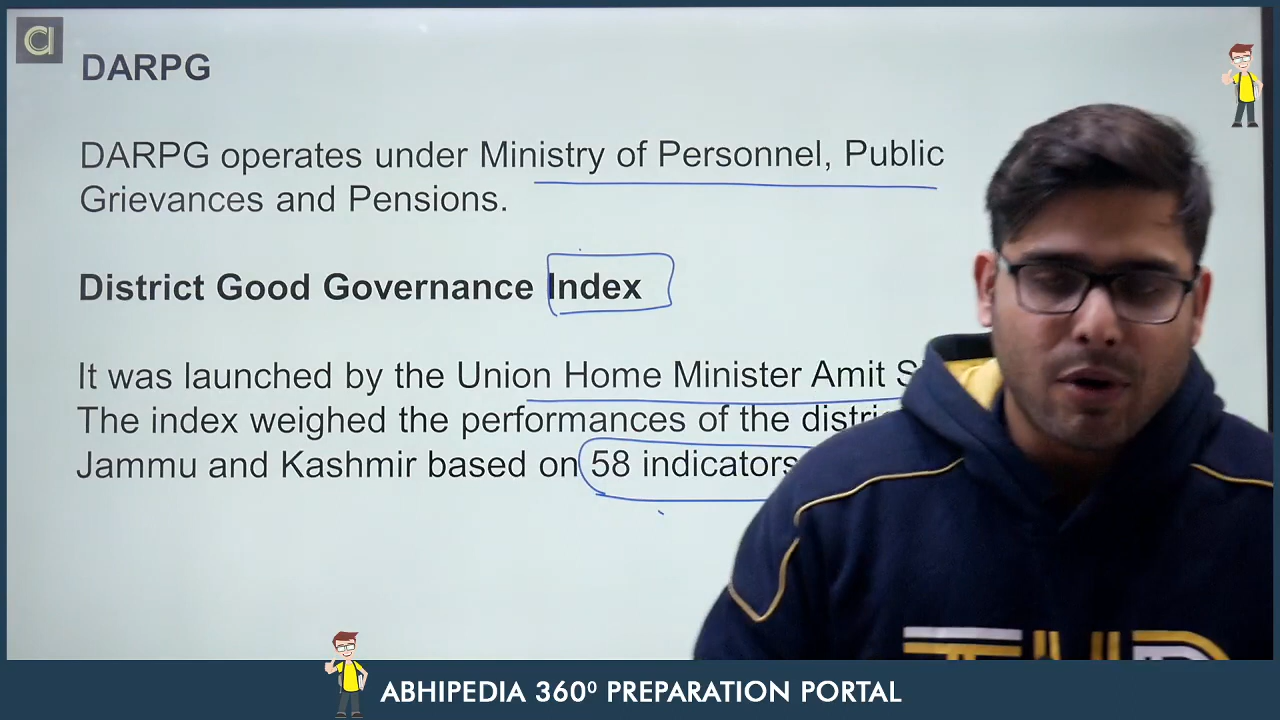 DARPG
DARPG operates under Ministry of Personnel, Public
Grievances and Pensions.
District Good Governance Index
It was launched by the Union Home Minister Amit
The index weighed the performances of the
Jammu and Kashmir based on 58 indicators
ABHIPEDIA 360⁰ PREPARATION PORTAL